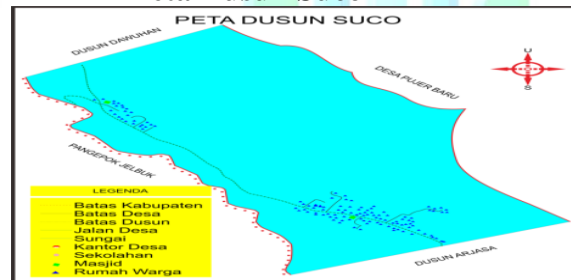 PETA DUSUN SUCO
DUSUN DAWUHAN
DESA PUJER BARU
U
S
PANGEPOK JELBUK
LEGENDA
Batas Kabupaten
Batas Desa
Batas Dusun
Jalan Desa
Sungai
Kantor Desa
Sekolahan
Masjid
Rumah Warga
DUSUN ARJASA